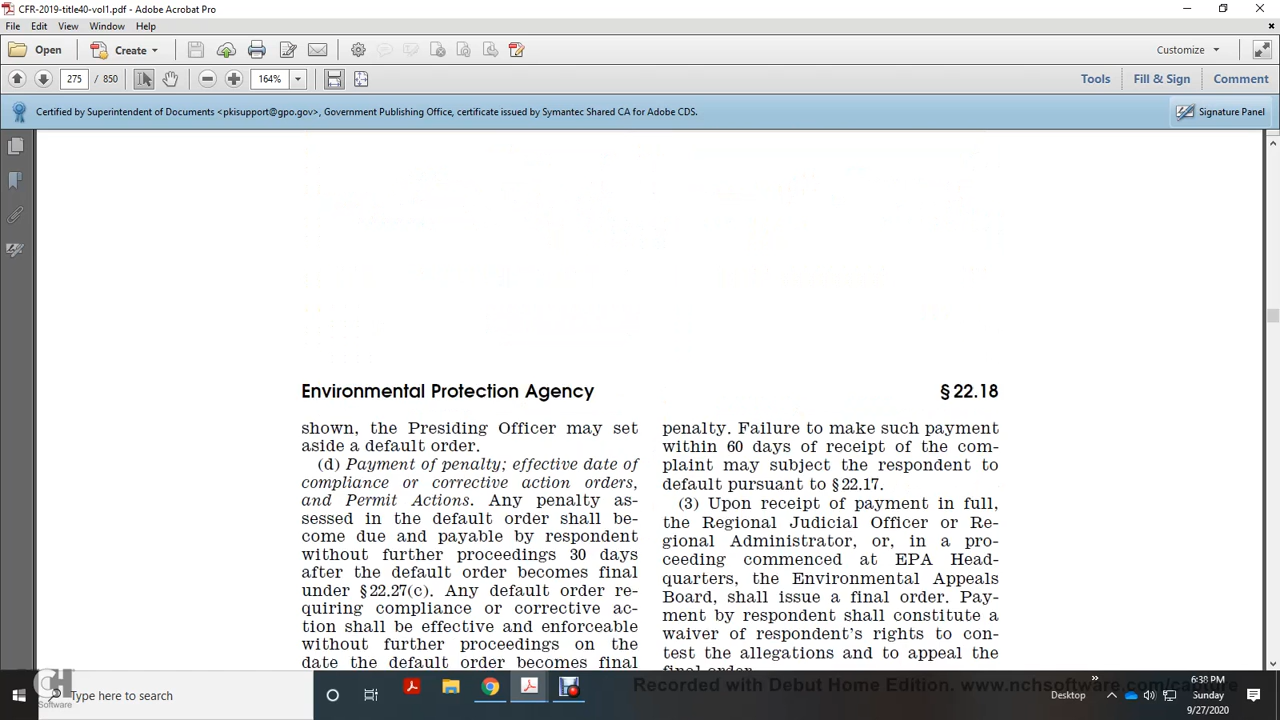 CFR-2019-title40-vol1.pdf - Adobe Acrobat Pro
File Edit View Window Help
Open Create Customize
275 / 850 164% Tools Fill & Sign Comment
Certified by Superintendent of Documents <pkisupport@gpo.gov>, Government Publishing Office, certificate issued by Symantec Shared CA for Adobe CDS. Signature Panel
Environmental Protection Agency § 22.18
shown, the Presiding Officer may set
aside a default order.
(d) Payment of penalty; effective date of
compliance or corrective action orders,
and Permit Actions. Any penalty as-
sessed in the default order shall be-
come due and payable by respondent
without further proceedings 30 days
after the default order becomes final
under §22.27(c). Any default order re-
quiring compliance or corrective ac-
tion shall be effective and enforceable
without further proceedings on the
date the default order becomes final
penalty. Failure to make such payment
within 60 days of receipt of the com-
plaint may subject the respondent to
default pursuant to §22.17.
(3) Upon receipt of payment in full,
the Regional Judicial Officer or Re-
gional Administrator, or, in a pro-
ceeding commenced at EPA Head-
quarters, the Environmental Appeals
Board, shall issue a final order. Pay-
ment by respondent shall constitute a
waiver of respondent's rights to con-
test the allegations and to appeal the
final order.
Recorded with Debut Home Edition. www.nchsoftware.com/capture
NCH
Software
Type here to search
Desktop
6:38 PM
Sunday
9/27/2020